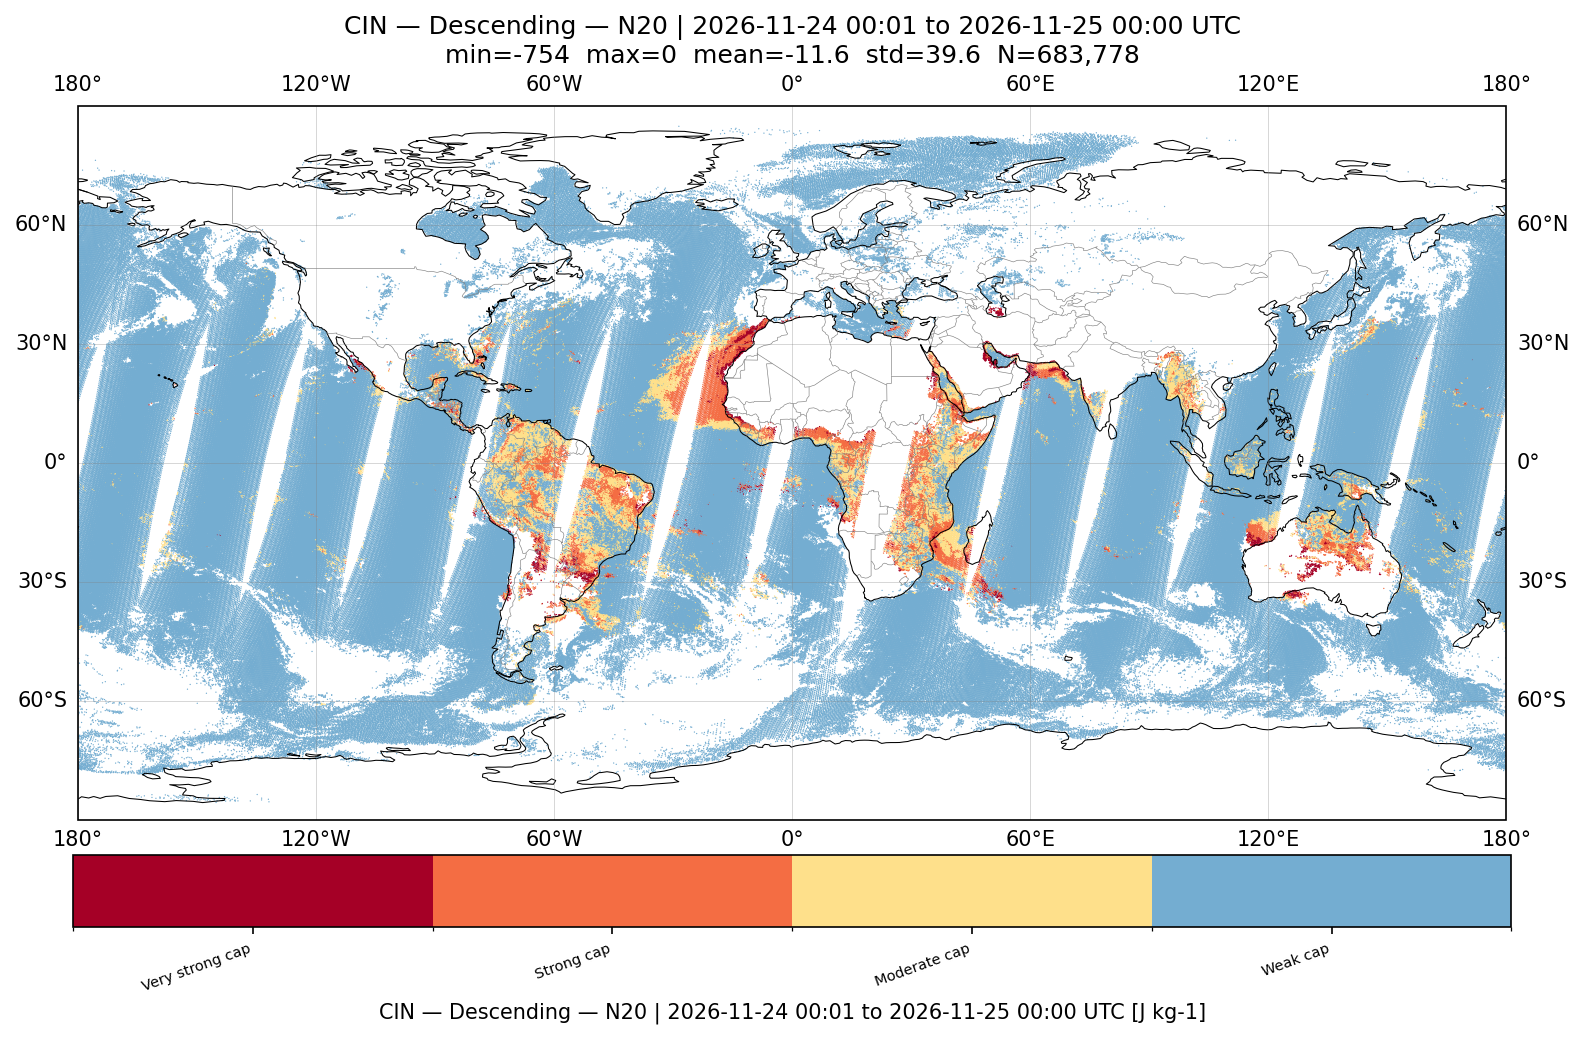 CIN — Descending — N20 | 2026-11-24 00:01 to 2026-11-25 00:00 UTC
min=-754  max=0  mean=-11.6  std=39.6  N=683,778
180° 120°W 60°W 0° 60°E 120°E 180°
60°N 60°N
30°N 30°N
0° 0°
30°S 30°S
60°S 60°S
180° 120°W 60°W 0° 60°E 120°E 180°
Very strong cap Strong cap Moderate cap Weak cap
CIN — Descending — N20 | 2026-11-24 00:01 to 2026-11-25 00:00 UTC [J kg-1]